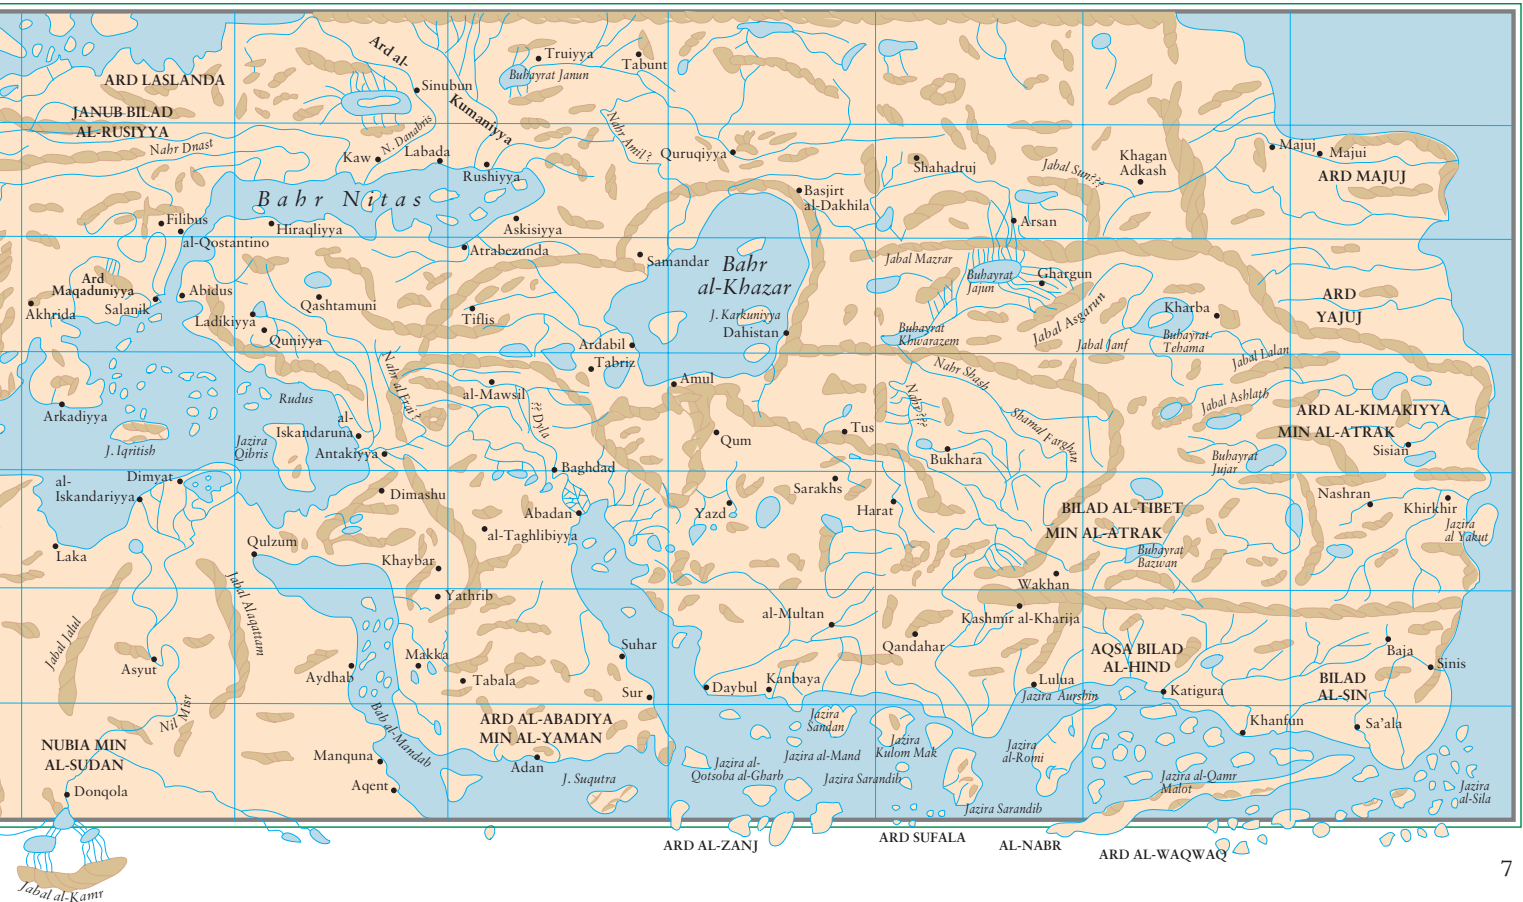 ARD LASLANDA
JANUB BILAD
AL-RUSIYYA
Nahr Dnast
Ard al-
Kumaniyya
Sinubun
Truiyya
Buhayrat Janun
Tabunt
Kaw
N. Danabris
Labada
Rushiyya
Nahr Amil ?
Quruqiyya
Shahadruj
Jabal Sun???
Khagan
Adkash
Majuj
Majui
ARD MAJUJ
Bahr Nitas
Filibus
al-Qostantino
Hiraqliyya
Askisiyya
Atrabezunda
Basjirt
al-Dakhila
Arsan
Samandar
Bahr
al-Khazar
J. Karkuniyya
Dahistan
Jabal Mazrar
Buhayrat
Jajun
Ghargun
Ard
Maqaduniyya
Akhrida
Salanik
Abidus
Ladikiyya
Quniyya
Qashtamuni
Tiflis
Ardabil
Tabriz
Buhayrat
Khwarazem
Jabal Asgarun
Jabal Janf
Kharba
Buhayrat
Tehama
Jabal Lalan
ARD
YAJUJ
Arkadiyya
J. Iqritish
Rudus
Jazira
Qibris
al-
Iskandaruna
Antakiyya
Nahr al Frat ?
al-Mawsil
?? Dyla
Amul
Qum
Tus
Nahr???
Nahr Shash
Shamal Farghan
Bukhara
Jabal Ashlath
Buhayrat
Jujar
ARD AL-KIMAKIYYA
MIN AL-ATRAK
Sisian
al-
Iskandariyya
Dimyat
Laka
Dimashu
Baghdad
Abadan
al-Taghlibiyya
Yazd
Sarakhs
Harat
BILAD AL-TIBET
MIN AL-ATRAK
Buhayrat
Bazwan
Nashran
Khirkhir
Jazira
al Yakut
Qulzum
Khaybar
Yathrib
Wakhan
Kashmir al-Kharija
al-Multan
Qandahar
Jabal Jalul
Jabal Alaqattam
Asyut
Aydhab
Makka
Tabala
Suhar
Sur
Daybul
Kanbaya
Lulua
Jazira Aurshin
AQSA BILAD
AL-HIND
Katigura
Baja
Sinis
BILAD
AL-SIN
Khanfun
Sa'ala
Nil Misr
NUBIA MIN
AL-SUDAN
Donqola
Bab al-Mandab
Manquna
Aqent
ARD AL-ABADIYA
MIN AL-YAMAN
Adan
J. Suqutra
Jazira al-
Qotsoba al-Gharb
Jazira
Sandan
Jazira al-Mand
Jazira Sarandib
Jazira
Kulom Mak
Jazira
al-Romi
Jazira Sarandib
Jazira al-Qamr
Malot
Jazira
al-Sila
ARD AL-ZANJ
ARD SUFALA
AL-NABR
ARD AL-WAQWAQ
Jabal al-Kamr
7